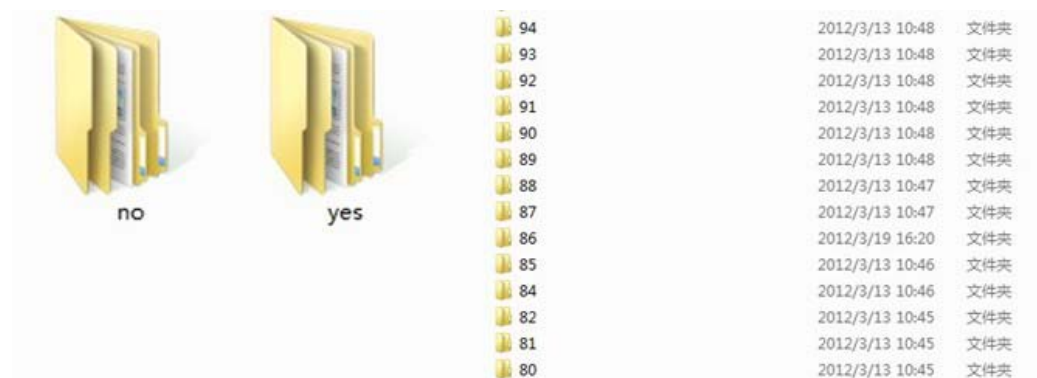 no
yes
94 2012/3/13 10:48 文件夹
93 2012/3/13 10:48 文件夹
92 2012/3/13 10:48 文件夹
91 2012/3/13 10:48 文件夹
90 2012/3/13 10:48 文件夹
89 2012/3/13 10:48 文件夹
88 2012/3/13 10:47 文件夹
87 2012/3/13 10:47 文件夹
86 2012/3/19 16:20 文件夹
85 2012/3/13 10:46 文件夹
84 2012/3/13 10:46 文件夹
82 2012/3/13 10:45 文件夹
81 2012/3/13 10:45 文件夹
80 2012/3/13 10:45 文件夹